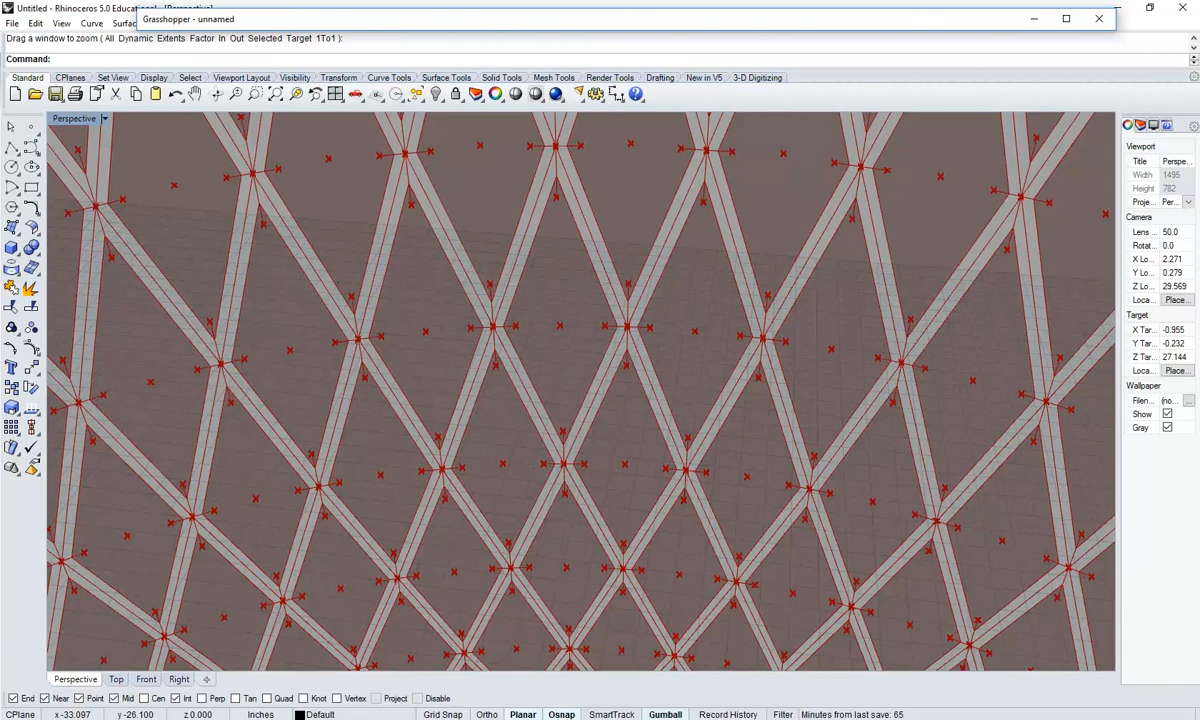 Untitled - Rhinoceros 5.0 Educational - [Perspective]
Grasshopper - unnamed
File Edit View Curve Surfa
Drag a window to zoom ( All Dynamic Extents Factor In Out Selected Target 1To1 ):
Command:
Standard CPlanes Set View Display Select Viewport Layout Visibility Transform Curve Tools Surface Tools Solid Tools Mesh Tools Render Tools Drafting New in V5 3-D Digitizing
Perspective
Viewport
Title Perspe...
Width 1495
Height 782
Proje... Per...
Camera
Lens ... 50.0
Rotat... 0.0
X Lo... 2.271
Y Lo... 0.279
Z Lo... 29.569
Loca... Place...
Target
X Tar... -0.955
Y Tar... -0.232
Z Tar... 27.144
Loca... Place...
Wallpaper
Filen... (no... ...
Show
Gray
Perspective Top Front Right
End Near Point Mid Cen Int Perp Tan Quad Knot Vertex Project Disable
CPlane x -33.097 y -26.100 z 0.000 Inches Default Grid Snap Ortho Planar Osnap SmartTrack Gumball Record History Filter Minutes from last save: 65